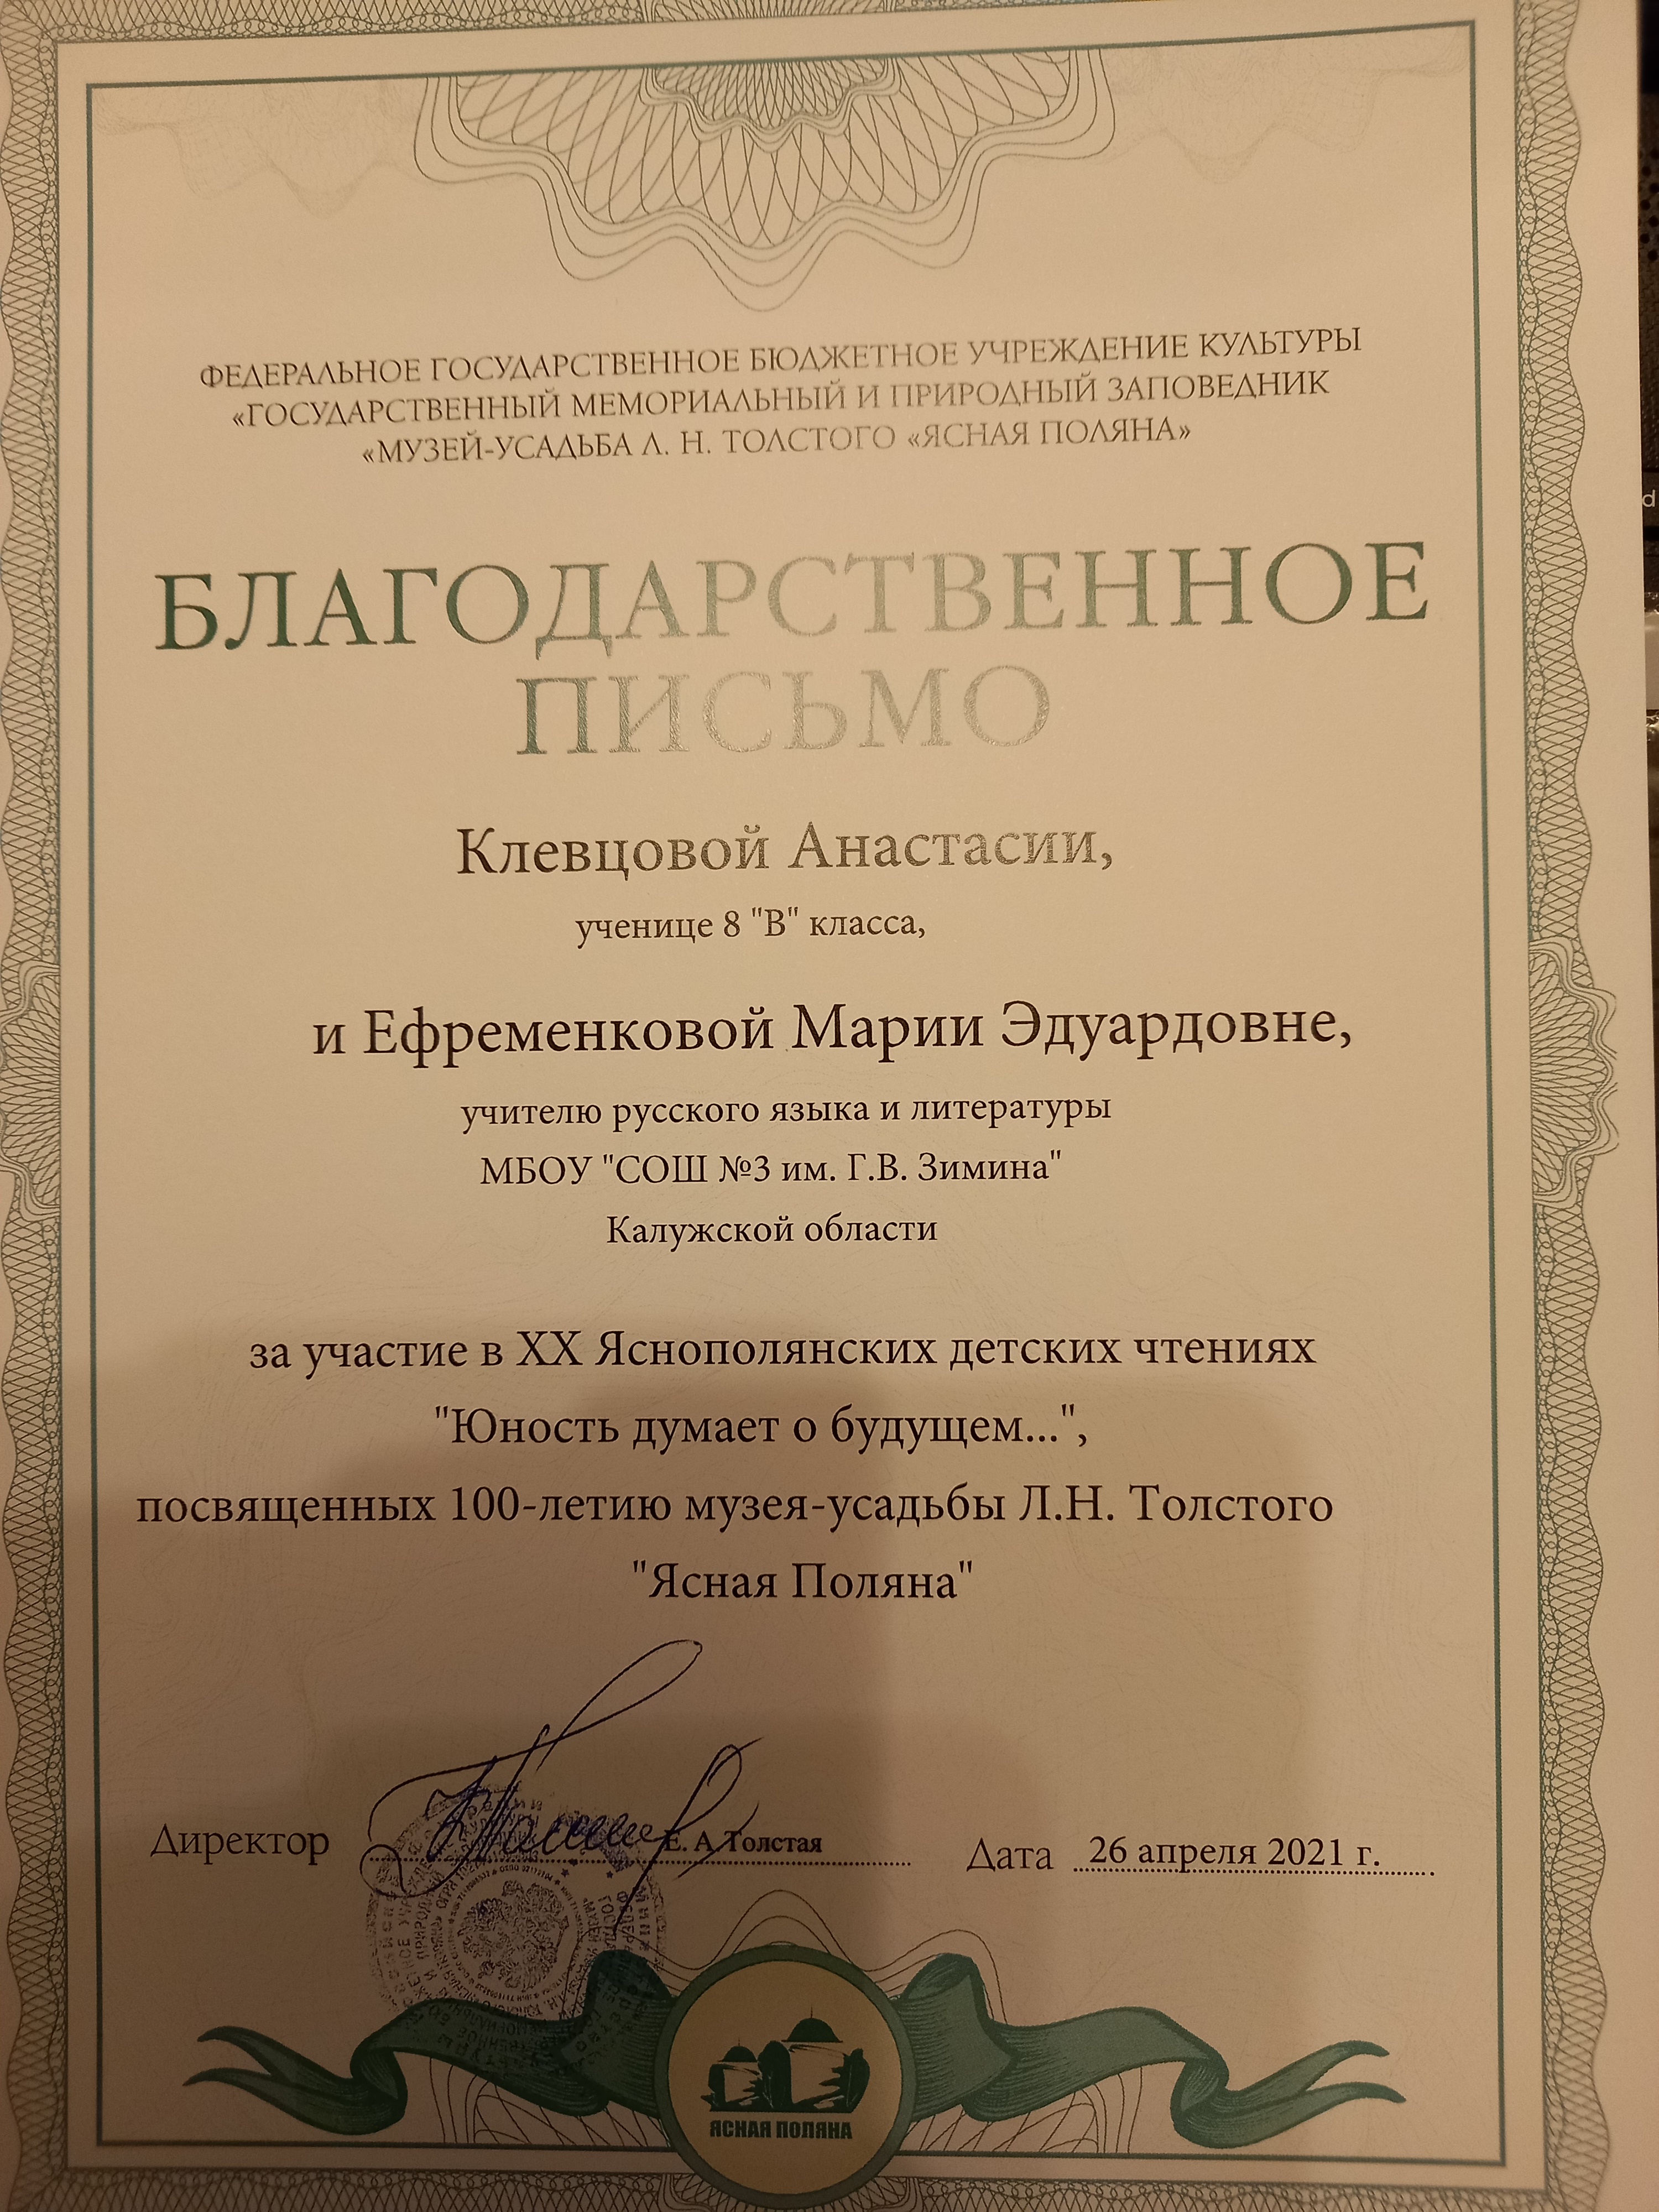 ФЕДЕРАЛЬНОЕ ГОСУДАРСТВЕННОЕ БЮДЖЕТНОЕ УЧРЕЖДЕНИЕ КУЛЬТУРЫ
«ГОСУДАРСТВЕННЫЙ МЕМОРИАЛЬНЫЙ И ПРИРОДНЫЙ ЗАПОВЕДНИК
«МУЗЕЙ-УСАДЬБА Л. Н. ТОЛСТОГО «ЯСНАЯ ПОЛЯНА»
БЛАГОДАРСТВЕННОЕ
ПИСЬМО
Клевцовой Анастасии,
ученице 8 "В" класса,
и Ефременковой Марии Эдуардовне,
учителю русского языка и литературы
МБОУ "СОШ №3 им. Г.В. Зимина"
Калужской области
за участие в XX Яснополянских детских чтениях
"Юность думает о будущем...",
посвященных 100-летию музея-усадьбы Л.Н. Толстого
"Ясная Поляна"
Директор Е. А. Толстая Дата 26 апреля 2021 г.
ЯСНАЯ ПОЛЯНА